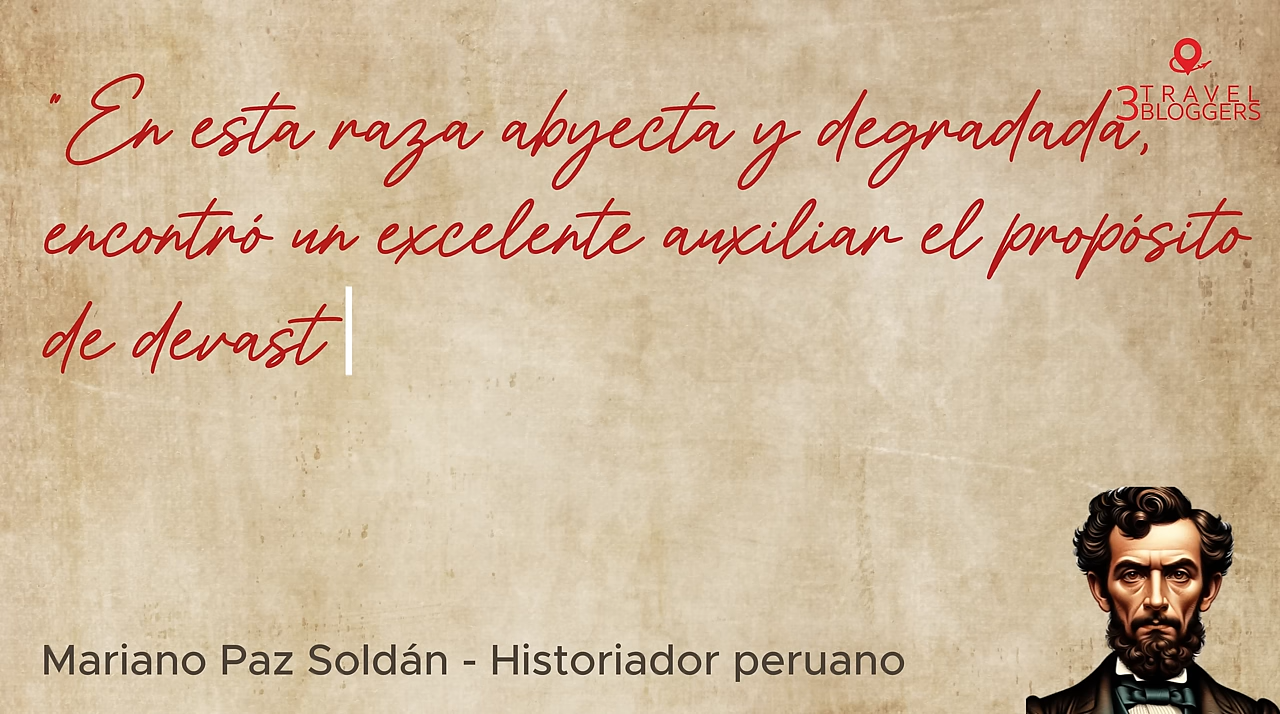 " En esta raza abyecta y degradada,
encontró un excelente auxiliar el propósito
de devast
3 TRAVEL
BLOGGERS
Mariano Paz Soldán - Historiador peruano